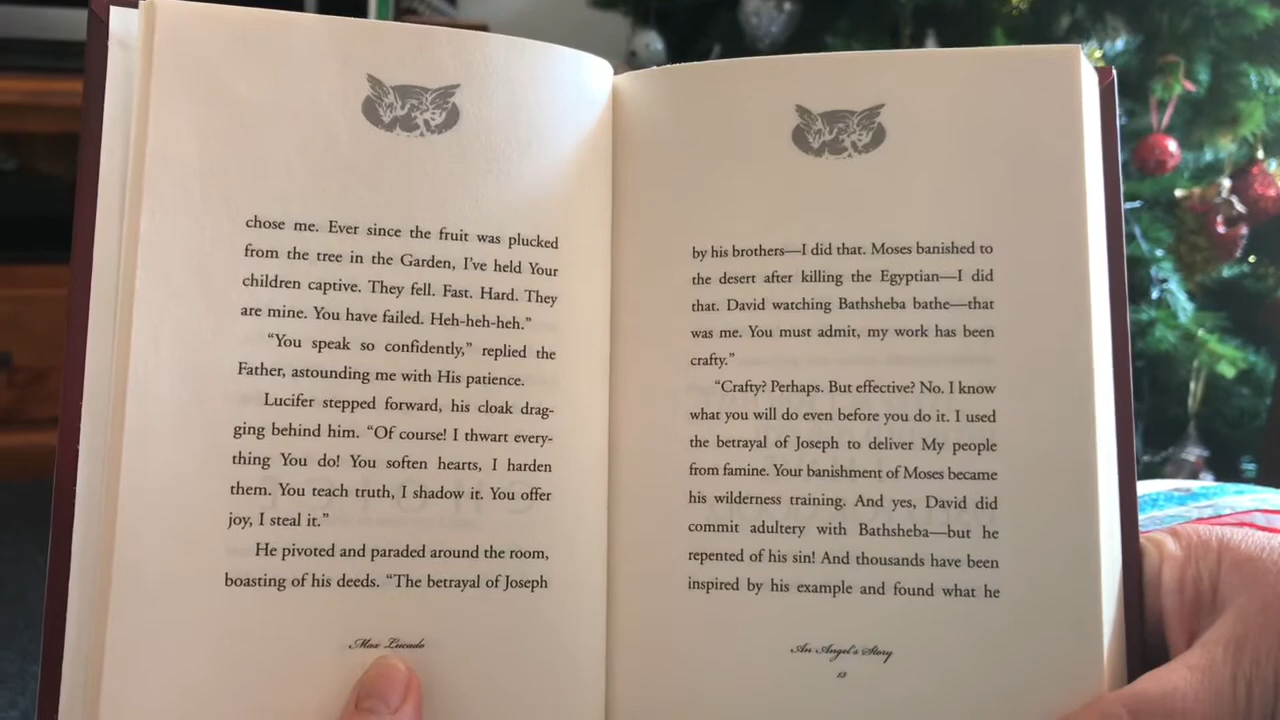 chose me. Ever since the fruit was plucked
from the tree in the Garden, I've held Your
children captive. They fell. Fast. Hard. They
are mine. You have failed. Heh-heh-heh.”
“You speak so confidently,” replied the
Father, astounding me with His patience.
Lucifer stepped forward, his cloak drag-
ging behind him. “Of course! I thwart every-
thing You do! You soften hearts, I harden
them. You teach truth, I shadow it. You offer
joy, I steal it.”
He pivoted and paraded around the room,
boasting of his deeds. “The betrayal of Joseph
Max Lucado
by his brothers—I did that. Moses banished to
the desert after killing the Egyptian—I did
that. David watching Bathsheba bathe—that
was me. You must admit, my work has been
crafty.”
“Crafty? Perhaps. But effective? No. I know
what you will do even before you do it. I used
the betrayal of Joseph to deliver My people
from famine. Your banishment of Moses became
his wilderness training. And yes, David did
commit adultery with Bathsheba—but he
repented of his sin! And thousands have been
inspired by his example and found what he
An Angel's Story
13